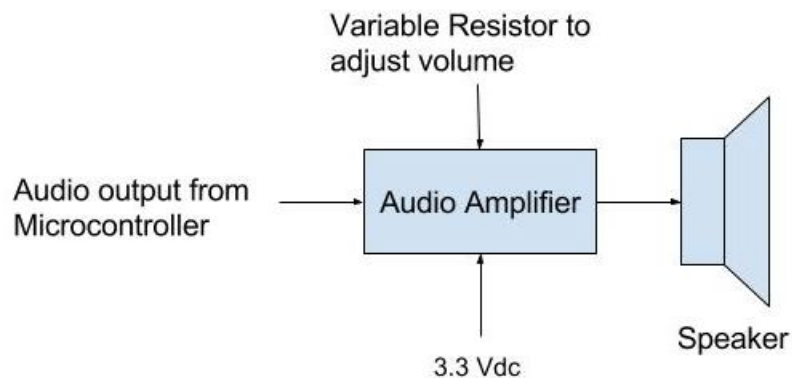 Variable Resistor to
adjust volume
Audio output from
Microcontroller
Audio Amplifier
Speaker
3.3 Vdc